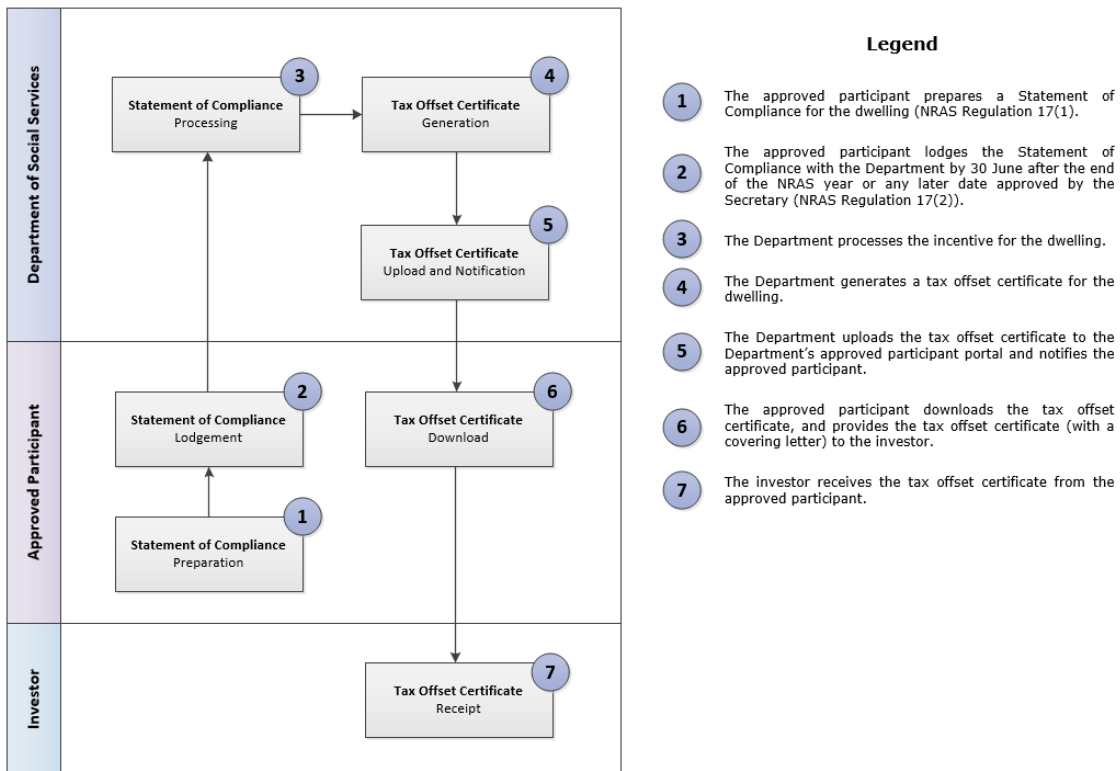 Department of Social Services
3
Statement of Compliance
Processing
4
Tax Offset Certificate
Generation
5
Tax Offset Certificate
Upload and Notification
Approved Participant
2
Statement of Compliance
Lodgement
6
Tax Offset Certificate
Download
1
Statement of Compliance
Preparation
Investor
7
Tax Offset Certificate
Receipt
Legend
1
The approved participant prepares a Statement of
Compliance for the dwelling (NRAS Regulation 17(1).
2
The approved participant lodges the Statement of
Compliance with the Department by 30 June after the end
of the NRAS year or any later date approved by the
Secretary (NRAS Regulation 17(2)).
3
The Department processes the incentive for the dwelling.
4
The Department generates a tax offset certificate for the
dwelling.
5
The Department uploads the tax offset certificate to the
Department's approved participant portal and notifies the
approved participant.
6
The approved participant downloads the tax offset
certificate, and provides the tax offset certificate (with a
covering letter) to the investor.
7
The investor receives the tax offset certificate from the
approved participant.